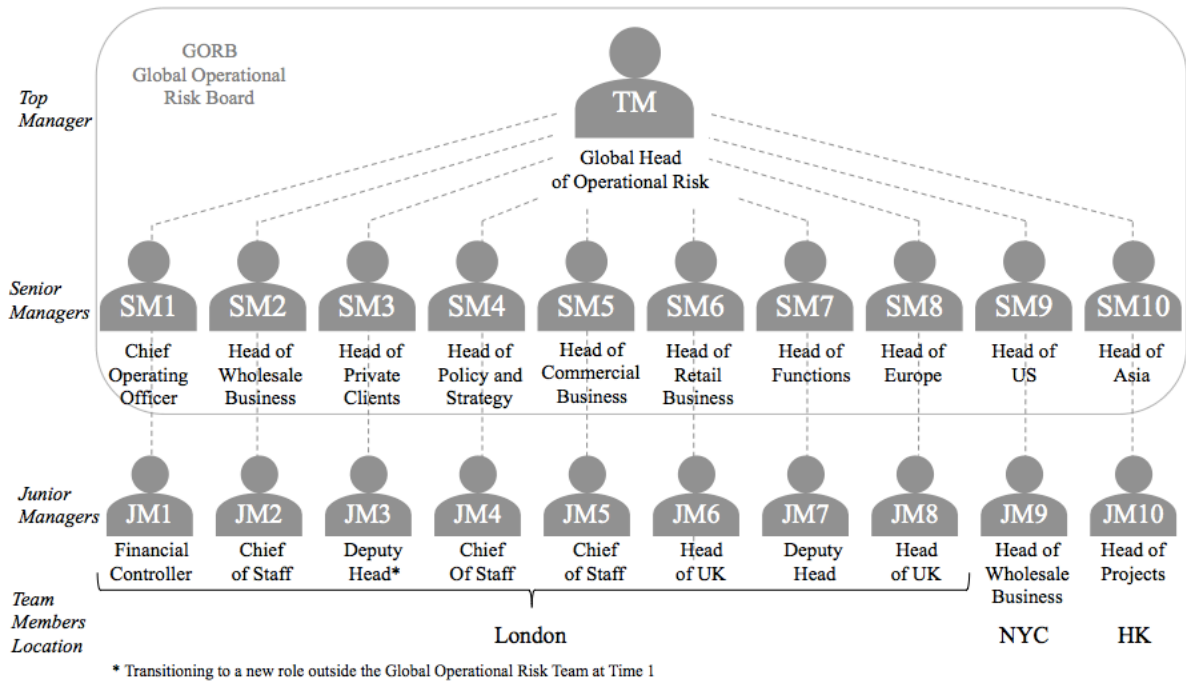 GORB
Global Operational
Risk Board
Top
Manager
TM
Global Head
of Operational Risk
Senior
Managers
SM1 SM2 SM3 SM4 SM5 SM6 SM7 SM8 SM9 SM10
Chief Head of Head of Head of Head of Head of Head of Head of Head of Head of
Operating Wholesale Private Policy and Commercial Retail Functions Europe US Asia
Officer Business Clients Strategy Business Business
Junior
Managers
JM1 JM2 JM3 JM4 JM5 JM6 JM7 JM8 JM9 JM10
Financial Chief Deputy Chief Chief Head Deputy Head Head of Head of
Controller of Staff Head* Of Staff of Staff of UK Head of UK Wholesale Projects
Business
Team
Members
Location
London NYC HK
* Transitioning to a new role outside the Global Operational Risk Team at Time 1